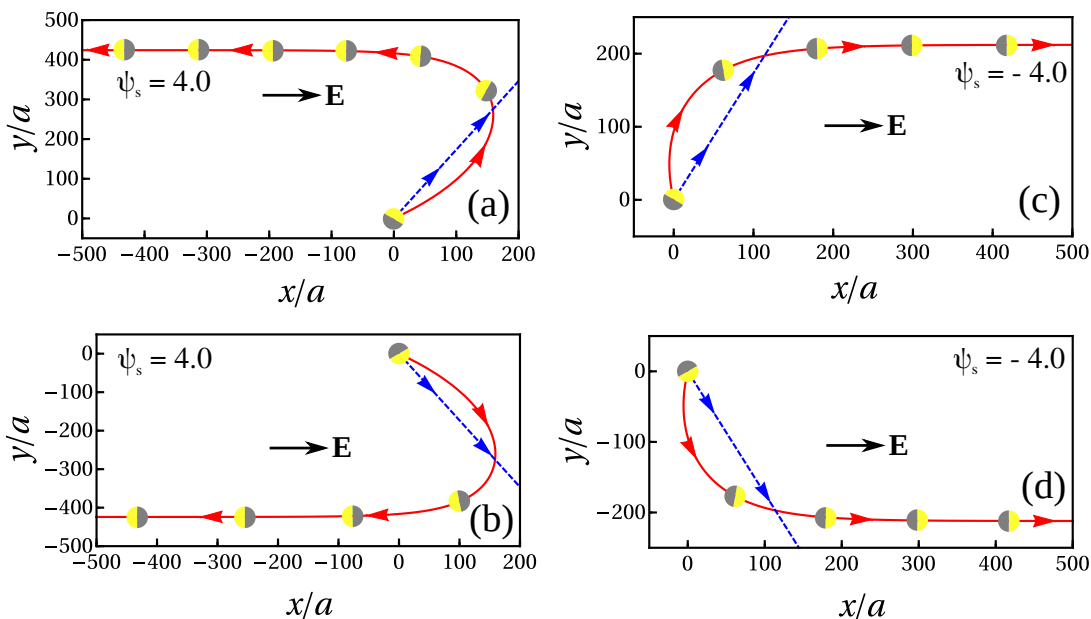 500
400
300
200
100
0
y/a
ψs = 4.0
E
(a)
−500 −400 −300 −200 −100 0 100 200
x/a
200
100
0
y/a
ψs = - 4.0
E
(c)
0 100 200 300 400 500
x/a
0
−100
−200
−300
−400
−500
y/a
ψs = 4.0
E
(b)
−500 −400 −300 −200 −100 0 100 200
x/a
0
−100
−200
y/a
ψs = - 4.0
E
(d)
0 100 200 300 400 500
x/a